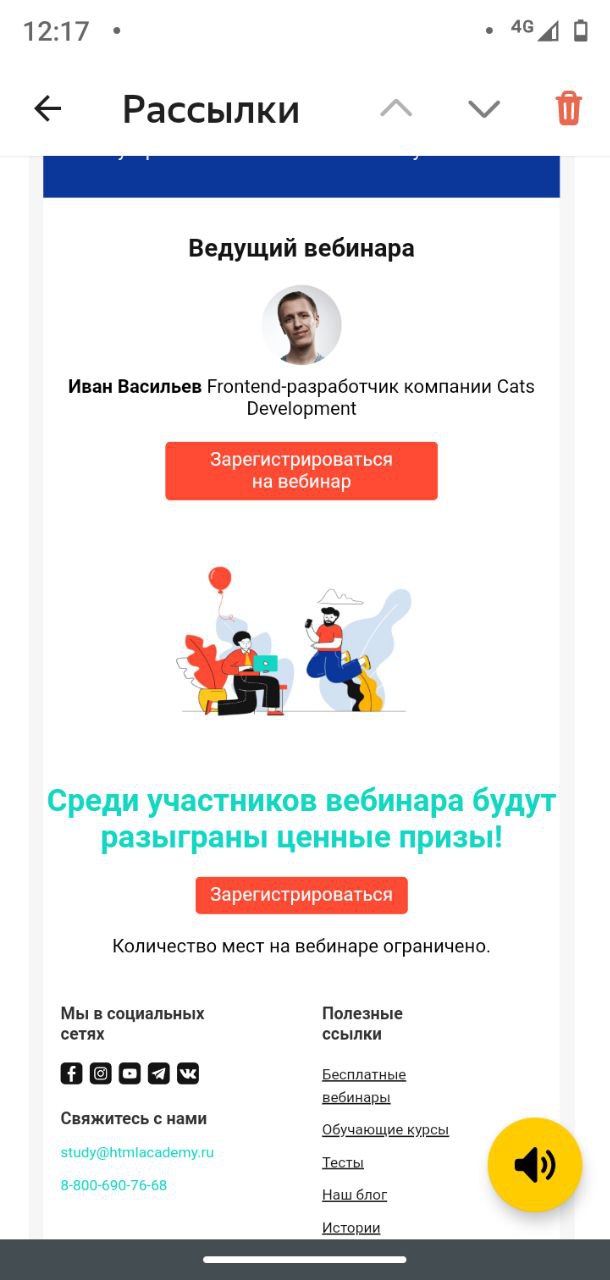 12:17
4G
Рассылки
Ведущий вебинара
Иван Васильев Frontend-разработчик компании Cats
Development
Зарегистрироваться
на вебинар
Среди участников вебинара будут
разыграны ценные призы!
Зарегистрироваться
Количество мест на вебинаре ограничено.
Мы в социальных
сетях
Свяжитесь с нами
study@htmlacademy.ru
8-800-690-76-68
Полезные
ссылки
Бесплатные
вебинары
Обучающие курсы
Тесты
Наш блог
Истории